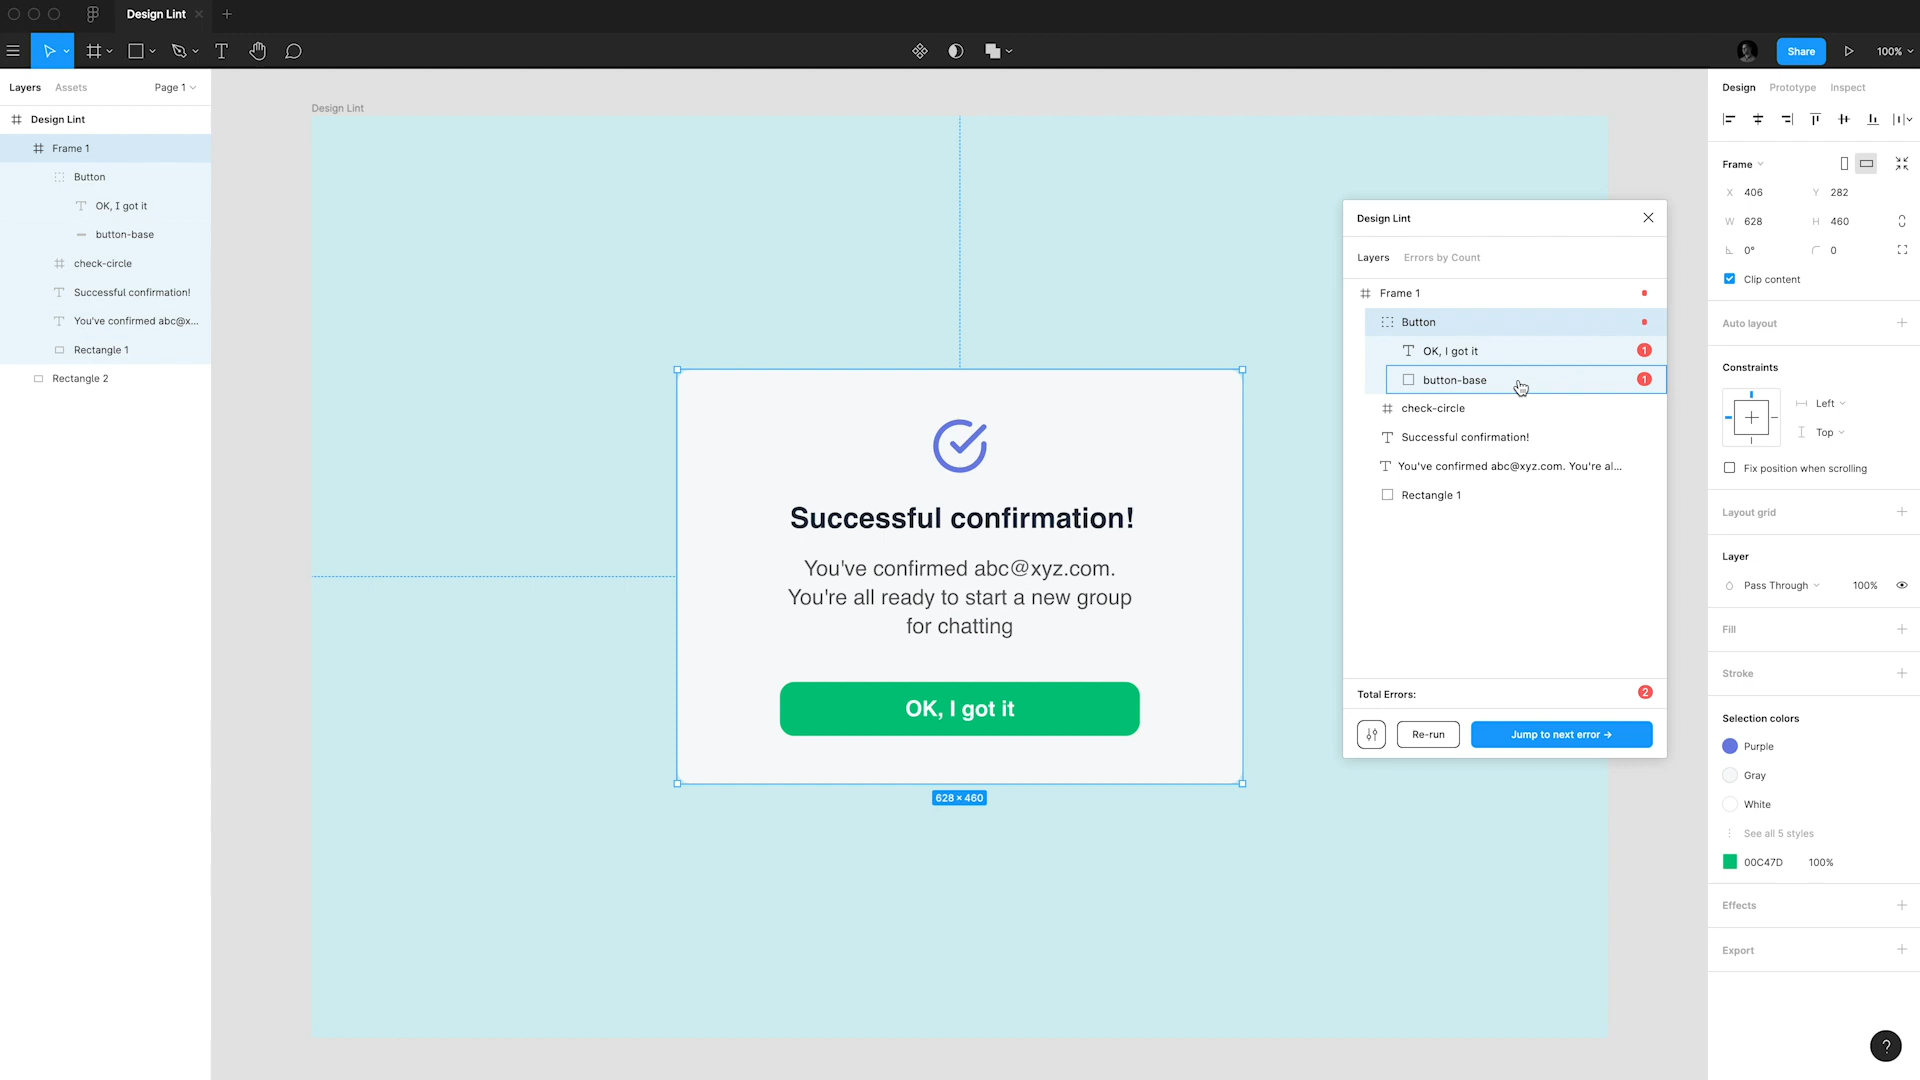 Design Lint
100%
Share
Layers
Assets
Page 1
Design Lint
Frame 1
Button
OK, I got it
button-base
check-circle
Successful confirmation!
You've confirmed abc@x...
Rectangle 1
Rectangle 2
Design Lint
Successful confirmation!
You've confirmed abc@xyz.com.
You're all ready to start a new group
for chatting
OK, I got it
628 × 460
Design Lint
Layers
Errors by Count
Frame 1
Button
OK, I got it
1
button-base
1
check-circle
Successful confirmation!
You've confirmed abc@xyz.com. You're al...
Rectangle 1
Total Errors:
2
Re-run
Jump to next error →
Design
Prototype
Inspect
Frame
X 406
Y 282
W 628
H 460
0°
0
Clip content
Auto layout
Constraints
Left
Top
Fix position when scrolling
Layout grid
Layer
Pass Through
100%
Fill
Stroke
Selection colors
Purple
Gray
White
See all 5 styles
00C47D
100%
Effects
Export
?